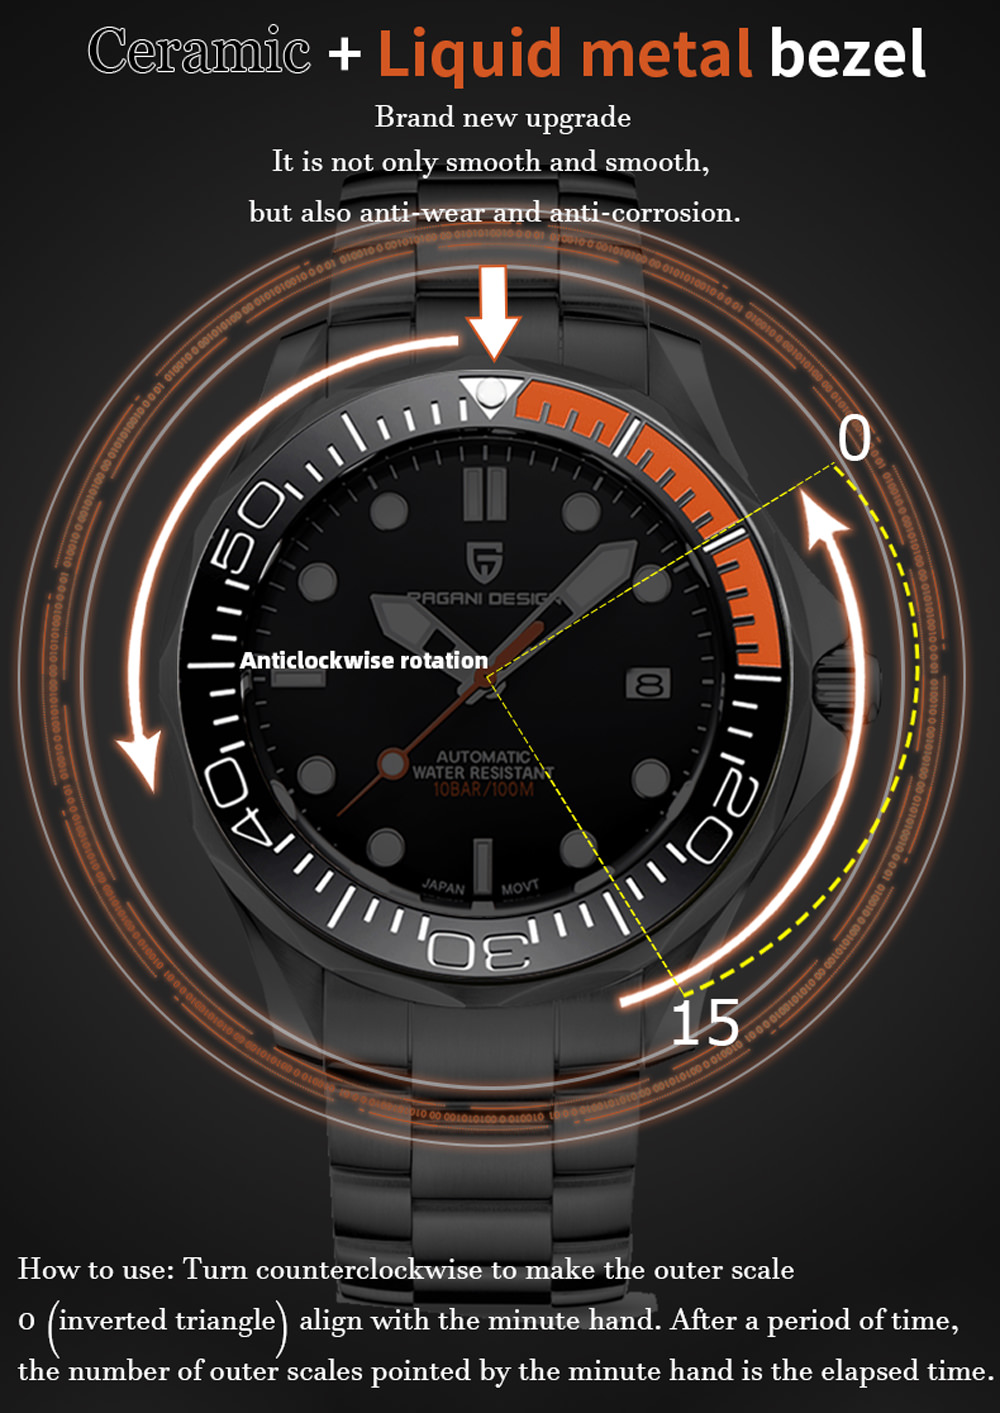 Ceramic + Liquid metal bezel
Brand new upgrade
It is not only smooth and smooth,
but also anti-wear and anti-corrosion.
0
50
PAGANI DESIGN
Anticlockwise rotation
8
AUTOMATIC
WATER RESISTANT
10BAR/100M
40
20
JAPAN MOVT
30
15
How to use: Turn counterclockwise to make the outer scale
0 (inverted triangle) align with the minute hand. After a period of time,
the number of outer scales pointed by the minute hand is the elapsed time.